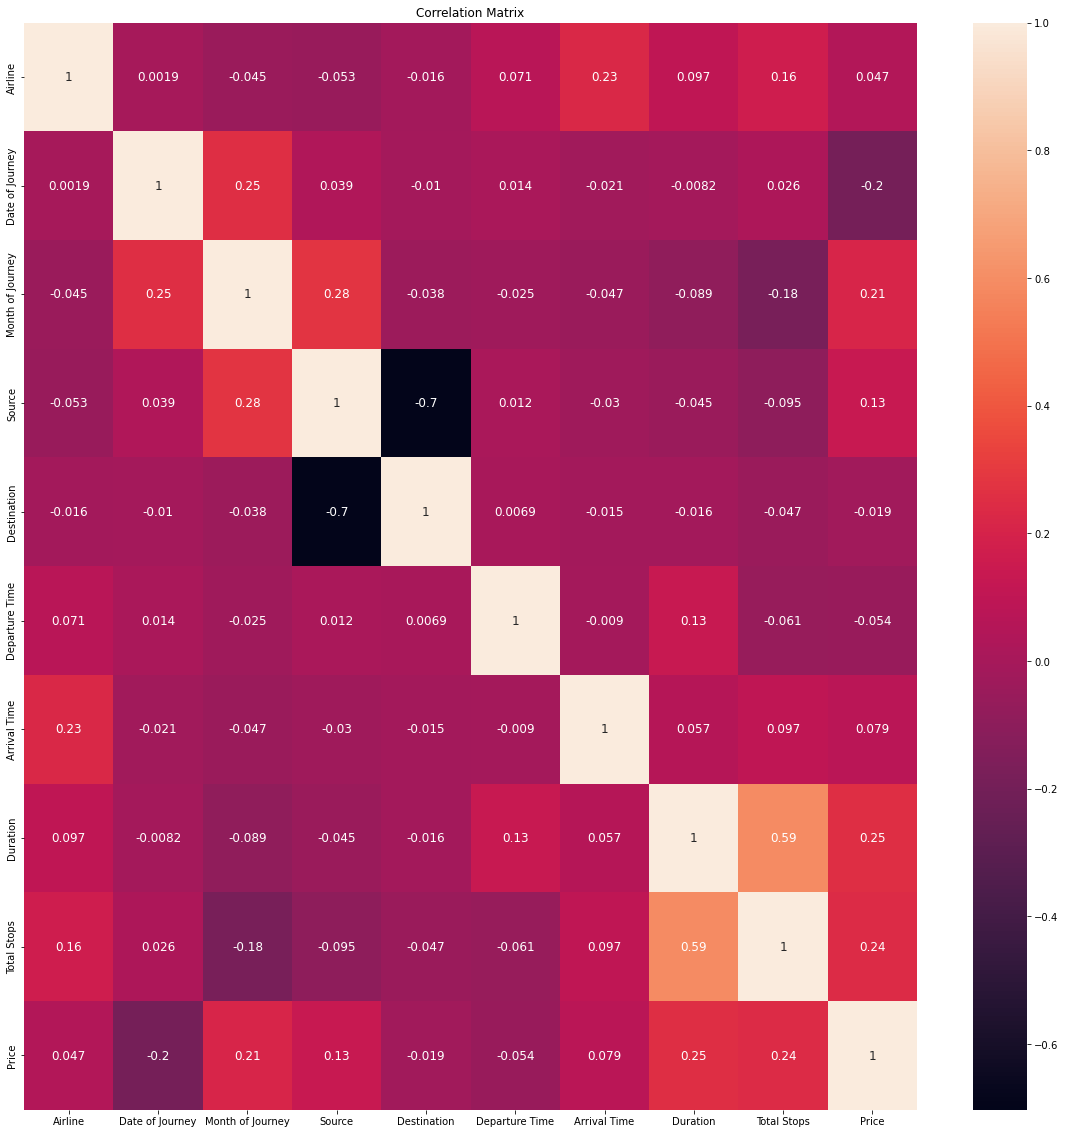 Correlation Matrix
Airline 1 0.0019 -0.045 -0.053 -0.016 0.071 0.23 0.097 0.16 0.047
Date of Journey 0.0019 1 0.25 0.039 -0.01 0.014 -0.021 -0.0082 0.026 -0.2
Month of Journey -0.045 0.25 1 0.28 -0.038 -0.025 -0.047 -0.089 -0.18 0.21
Source -0.053 0.039 0.28 1 -0.7 0.012 -0.03 -0.045 -0.095 0.13
Destination -0.016 -0.01 -0.038 -0.7 1 0.0069 -0.015 -0.016 -0.047 -0.019
Departure Time 0.071 0.014 -0.025 0.012 0.0069 1 -0.009 0.13 -0.061 -0.054
Arrival Time 0.23 -0.021 -0.047 -0.03 -0.015 -0.009 1 0.057 0.097 0.079
Duration 0.097 -0.0082 -0.089 -0.045 -0.016 0.13 0.057 1 0.59 0.25
Total Stops 0.16 0.026 -0.18 -0.095 -0.047 -0.061 0.097 0.59 1 0.24
Price 0.047 -0.2 0.21 0.13 -0.019 -0.054 0.079 0.25 0.24 1
Airline Date of Journey Month of Journey Source Destination Departure Time Arrival Time Duration Total Stops Price
1.0
0.8
0.6
0.4
0.2
0.0
−0.2
−0.4
−0.6